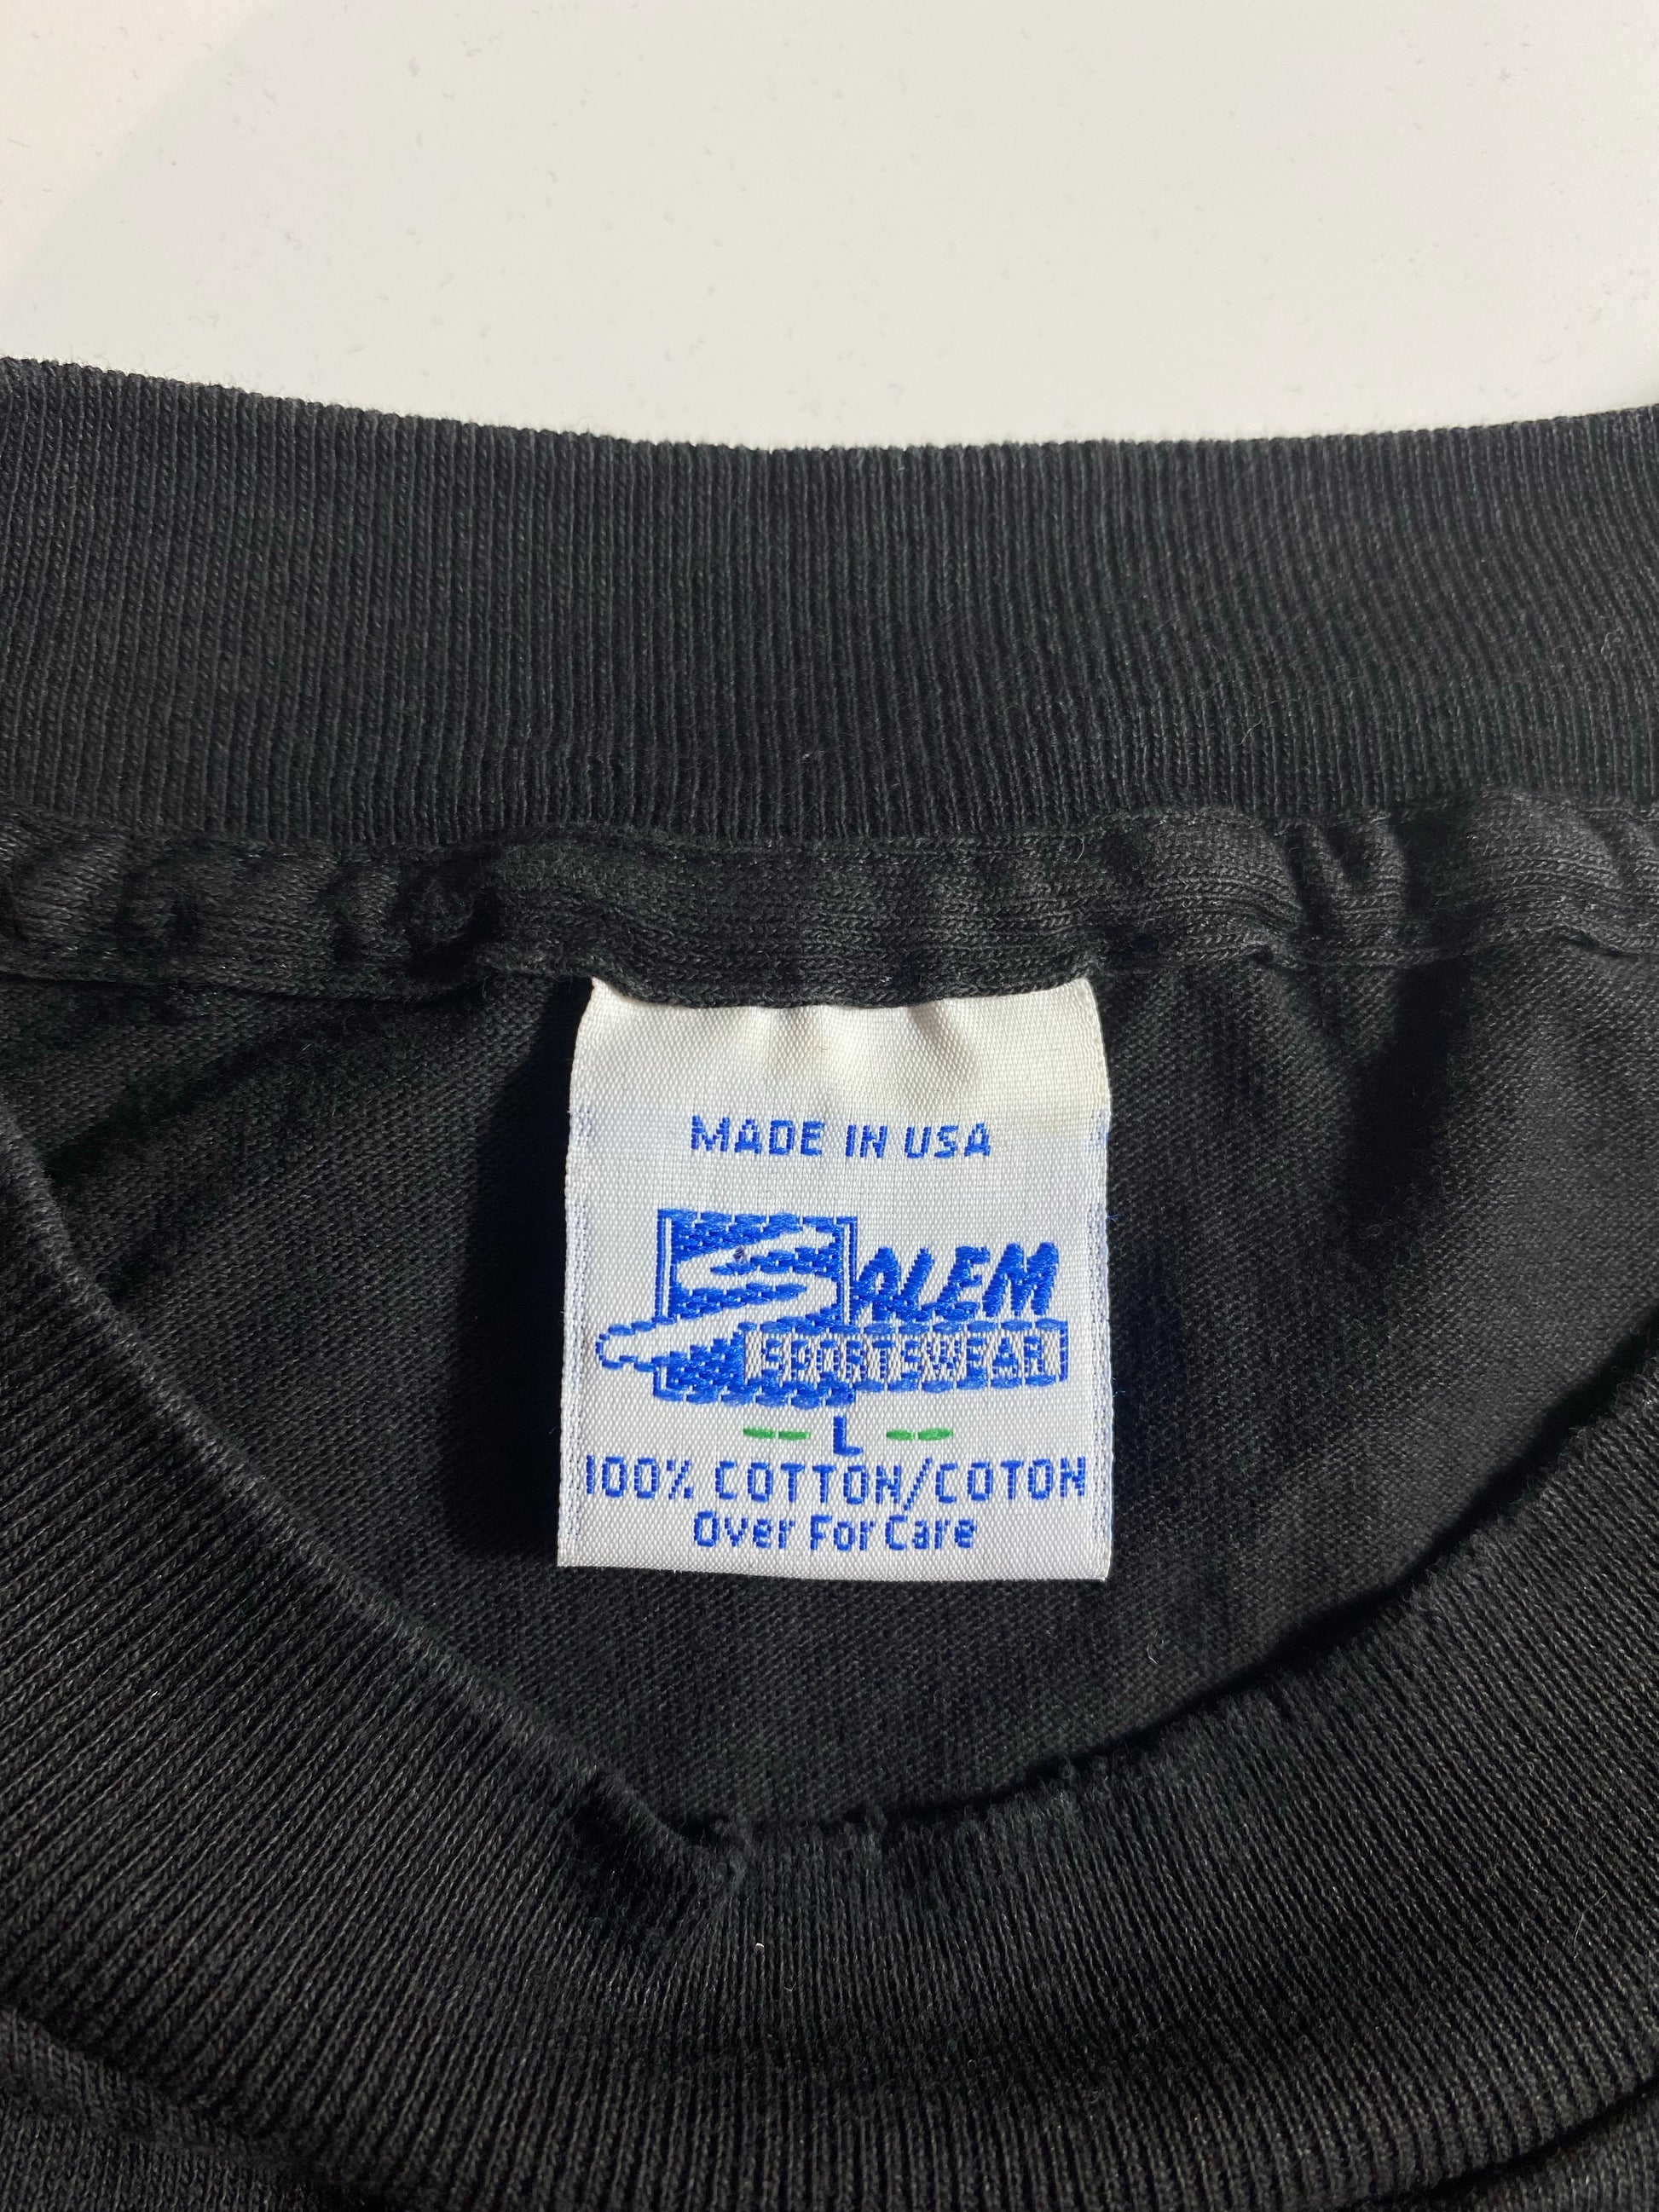 MADE IN USA
SALEM
SPORTSWEAR
-- L --
100% COTTON/COTON
Over For Care